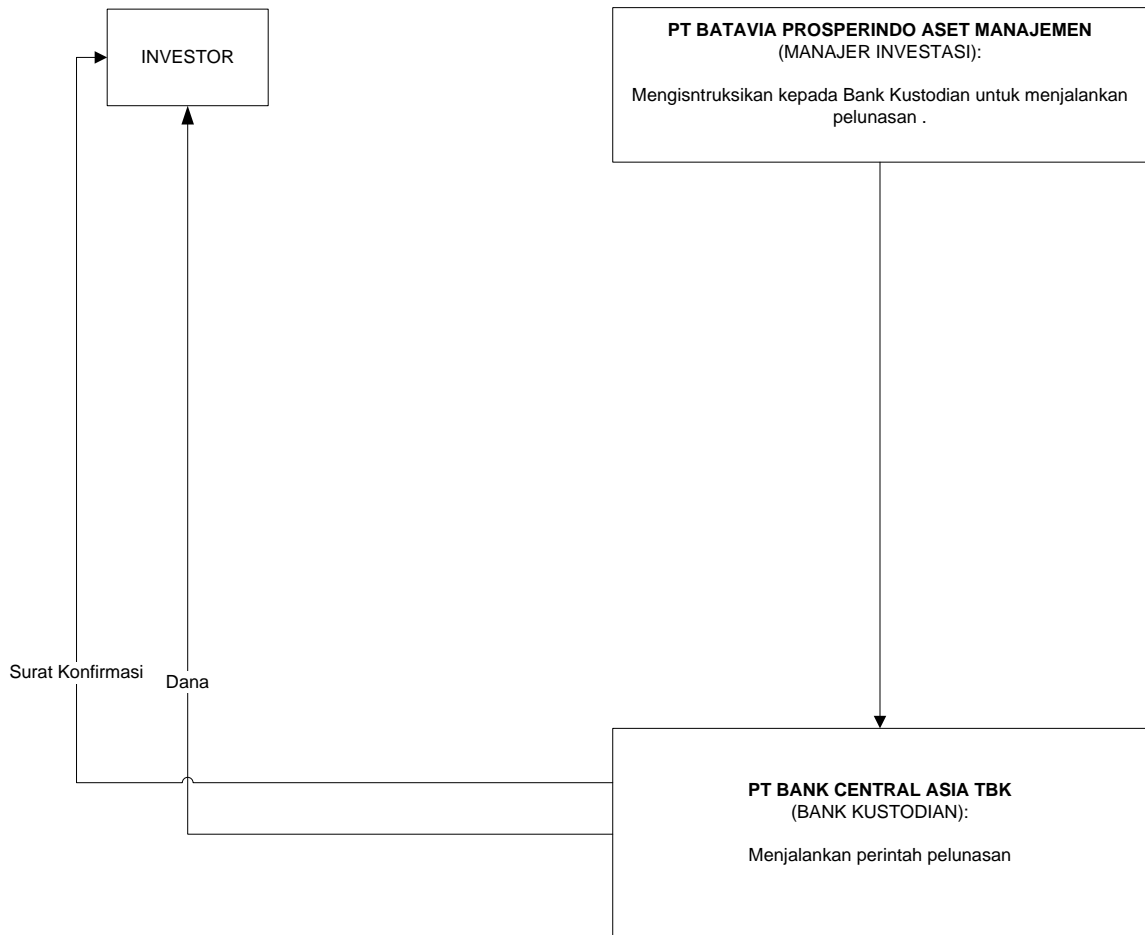 INVESTOR
PT BATAVIA PROSPERINDO ASET MANAJEMEN
(MANAJER INVESTASI):
Mengisntruksikan kepada Bank Kustodian untuk menjalankan
pelunasan .
Surat Konfirmasi
Dana
PT BANK CENTRAL ASIA TBK
(BANK KUSTODIAN):
Menjalankan perintah pelunasan